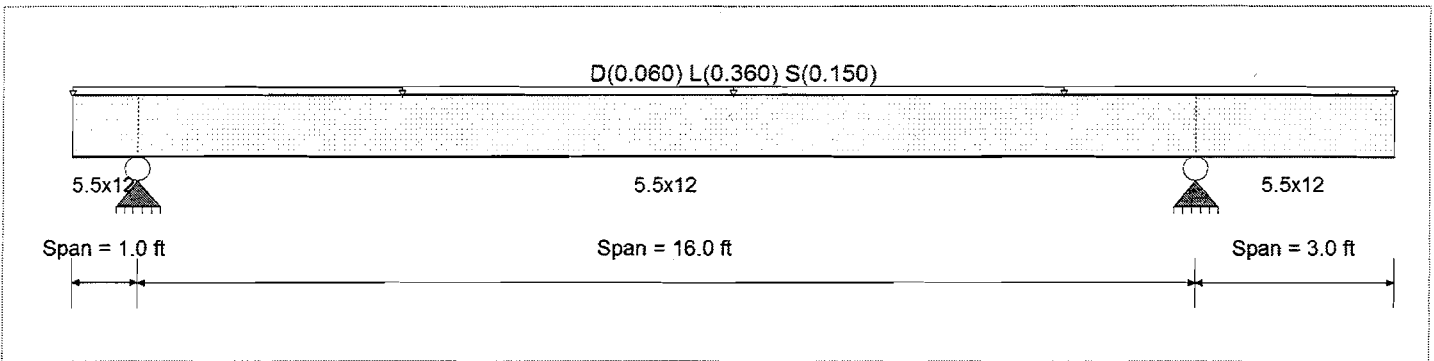 D(0.060) L(0.360) S(0.150)
5.5x12
5.5x12
5.5x12
Span = 1.0 ft
Span = 16.0 ft
Span = 3.0 ft